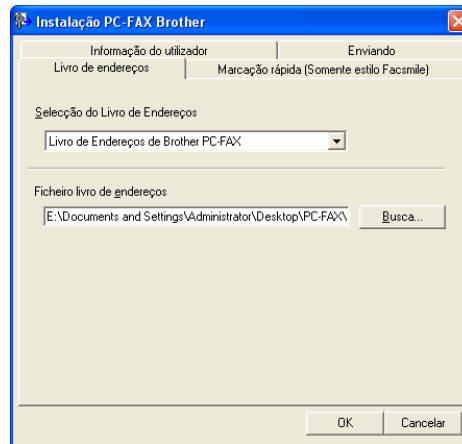 Instalação PC-FAX Brother
Informação do utilizador
Enviando
Livro de endereços
Marcação rápida (Somente estilo Facsmile)
Selecção do Livro de Endereços
Livro de Endereços de Brother PC-FAX
Ficheiro livro de endereços
E:\Documents and Settings\Administrator\Desktop\PC-FAX\
Busca...
OK
Cancelar